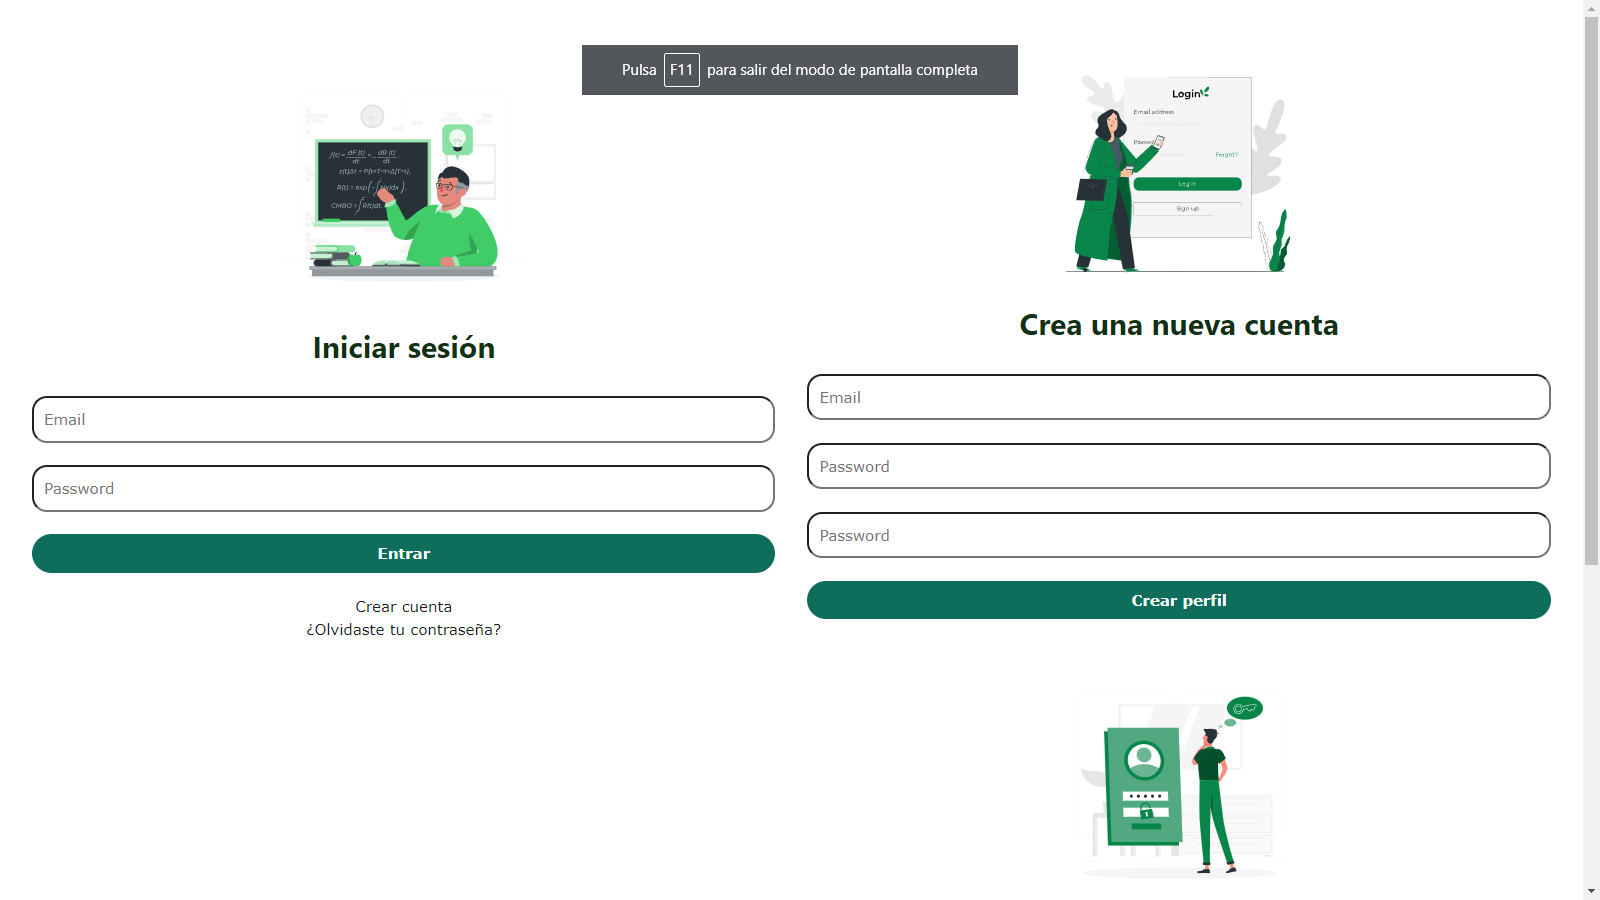 Pulsa F11 para salir del modo de pantalla completa
Iniciar sesión
Email
Password
Entrar
Crear cuenta
¿Olvidaste tu contraseña?
Login
Email address
Forgot?
Log in
Sign up
Crea una nueva cuenta
Email
Password
Password
Crear perfil